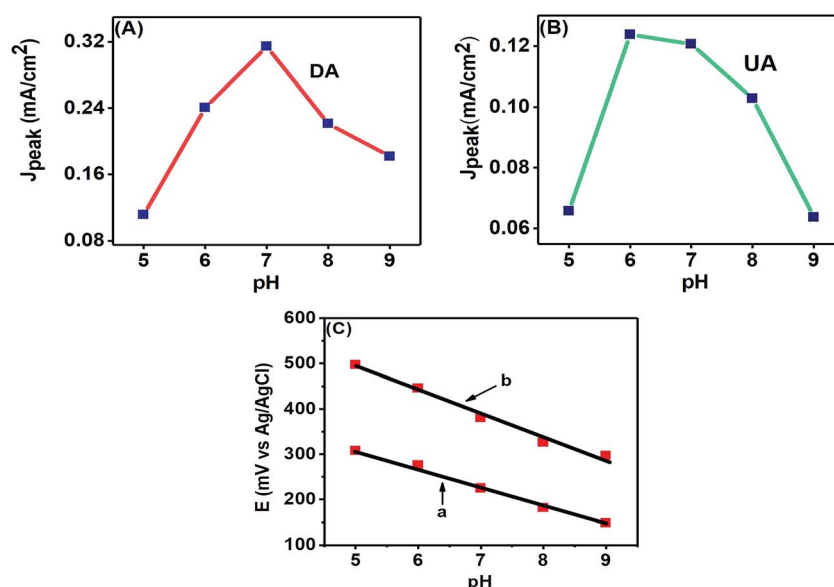 (A)
DA
Jpeak (mA/cm²)
0.32
0.24
0.16
0.08
5 6 7 8 9
pH
(B)
UA
Jpeak(mA/cm²)
0.12
0.10
0.08
0.06
5 6 7 8 9
pH
(C)
b
a
E (mV vs Ag/AgCl)
600
500
400
300
200
100
5 6 7 8 9
pH